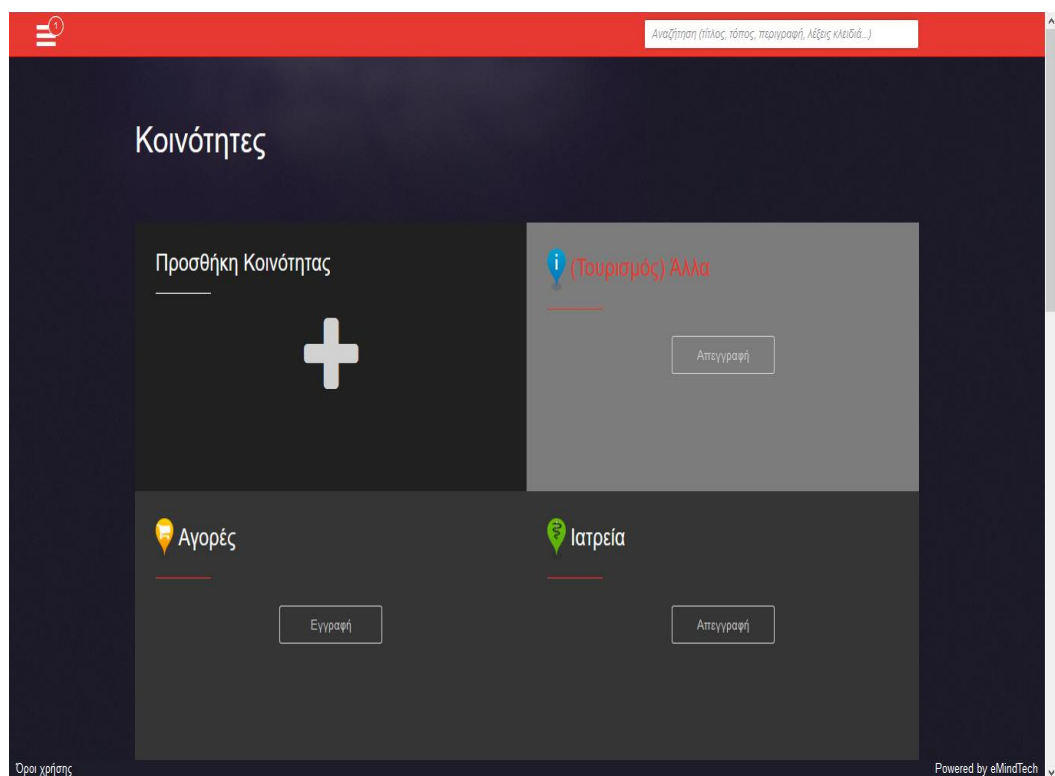 1
Αναζήτηση (τίτλος, τόπος, περιγραφή, λέξεις κλειδιά...)
Κοινότητες
Προσθήκη Κοινότητας
(Τουρισμός) Άλλα
Απεγγραφή
Αγορές
Ιατρεία
Εγγραφή
Απεγγραφή
Όροι χρήσης
Powered by eMindTech